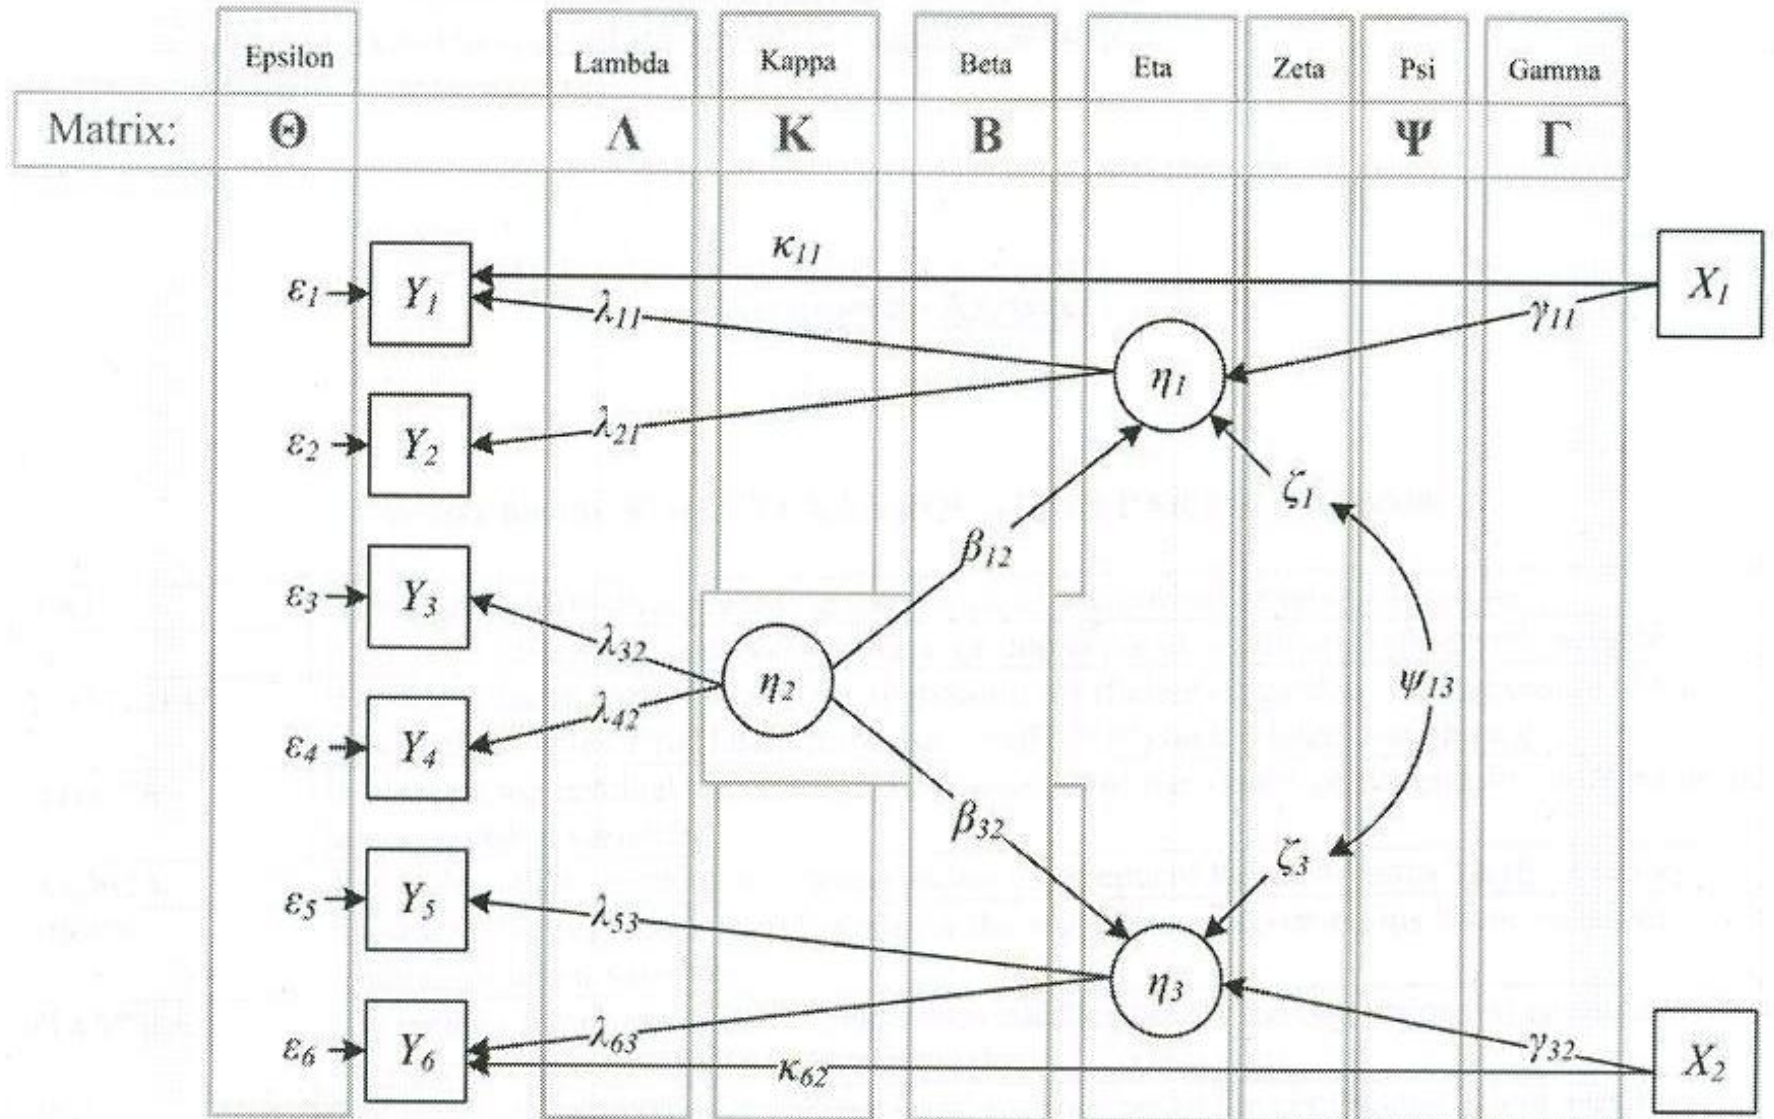 Epsilon Lambda Kappa Beta Eta Zeta Psi Gamma
Matrix: Θ Λ K B Ψ Γ
κ₁₁
ε₁ Y₁ λ₁₁ γ₁₁ X₁
η₁
ε₂ Y₂ λ₂₁
ζ₁
β₁₂
ε₃ Y₃ λ₃₂
η₂ ψ₁₃
ε₄ Y₄ λ₄₂
β₃₂
ζ₃
ε₅ Y₅ λ₅₃
η₃
ε₆ Y₆ λ₆₃ γ₃₂ X₂
κ₆₂